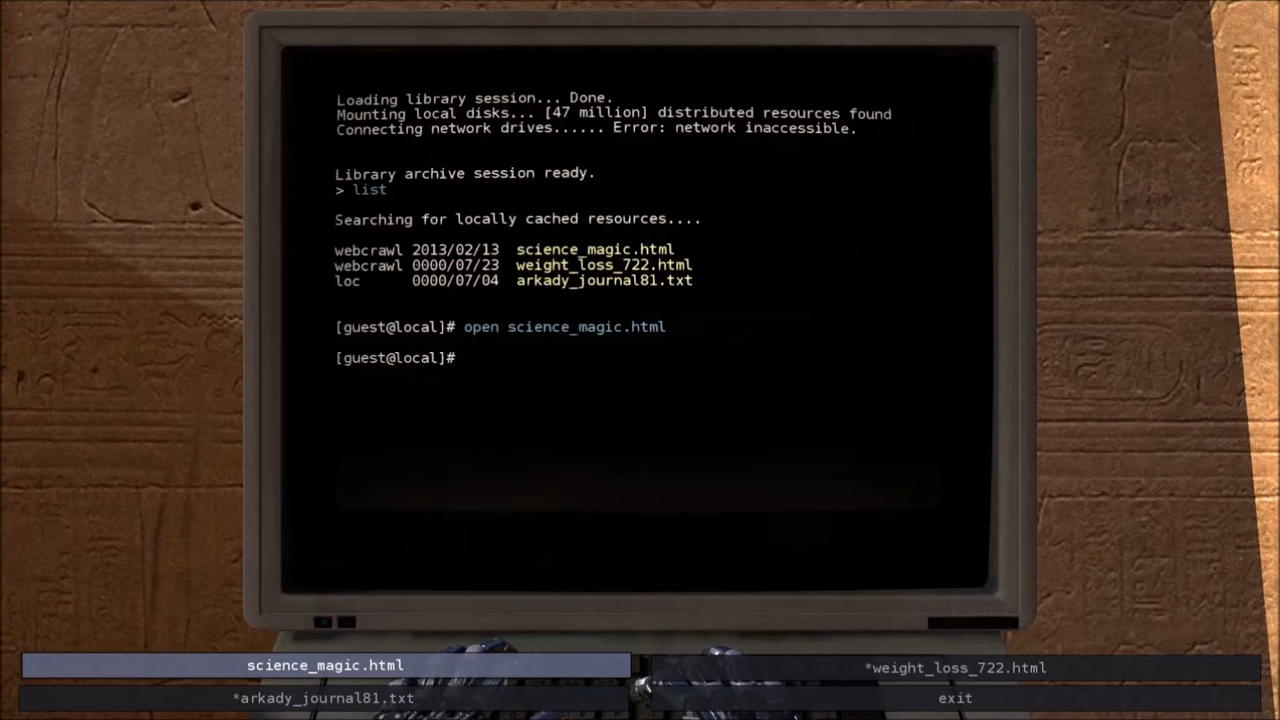 Loading library session... Done.
Mounting local disks... [47 million] distributed resources found
Connecting network drives...... Error: network inaccessible.
Library archive session ready.
> list
Searching for locally cached resources....
webcrawl 2013/02/13  science_magic.html
webcrawl 0000/07/23  weight_loss_722.html
loc      0000/07/04  arkady_journal81.txt
[guest@local]# open science_magic.html
[guest@local]#
science_magic.html
*weight_loss_722.html
*arkady_journal81.txt
exit